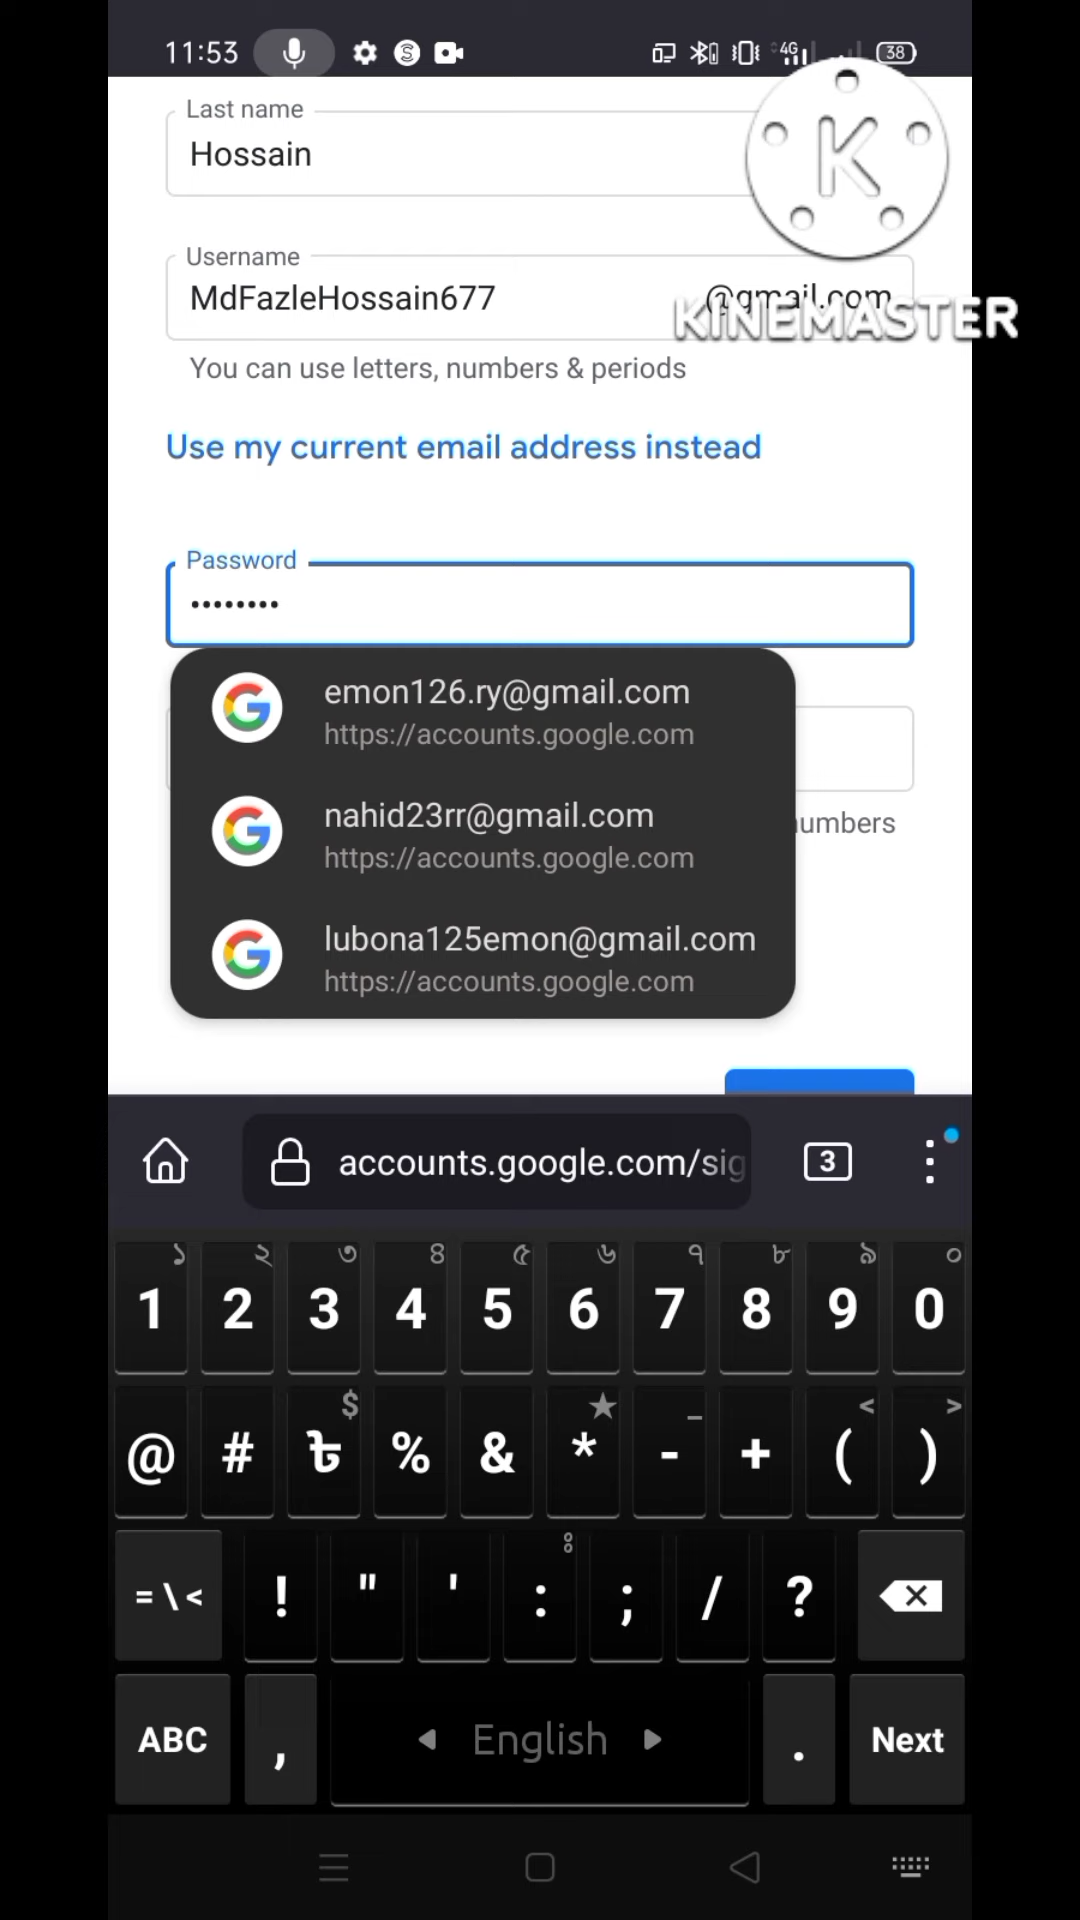 11:53
4G
38
Last name
Hossain
K
KINEMASTER
Username
MdFazleHossain677
@gmail.com
You can use letters, numbers & periods
Use my current email address instead
Password
••••••••
emon126.ry@gmail.com
https://accounts.google.com
nahid23rr@gmail.com
https://accounts.google.com
lubona125emon@gmail.com
https://accounts.google.com
numbers
accounts.google.com/sig
3
১ ২ ৩ ৪ ৫ ৬ ৭ ৮ ৯ ০
1 2 3 4 5 6 7 8 9 0
$ ★ _ < >
@ # ৳ % & * - + ( )
= \ < ! " ' : ; / ?
ABC , English . Next